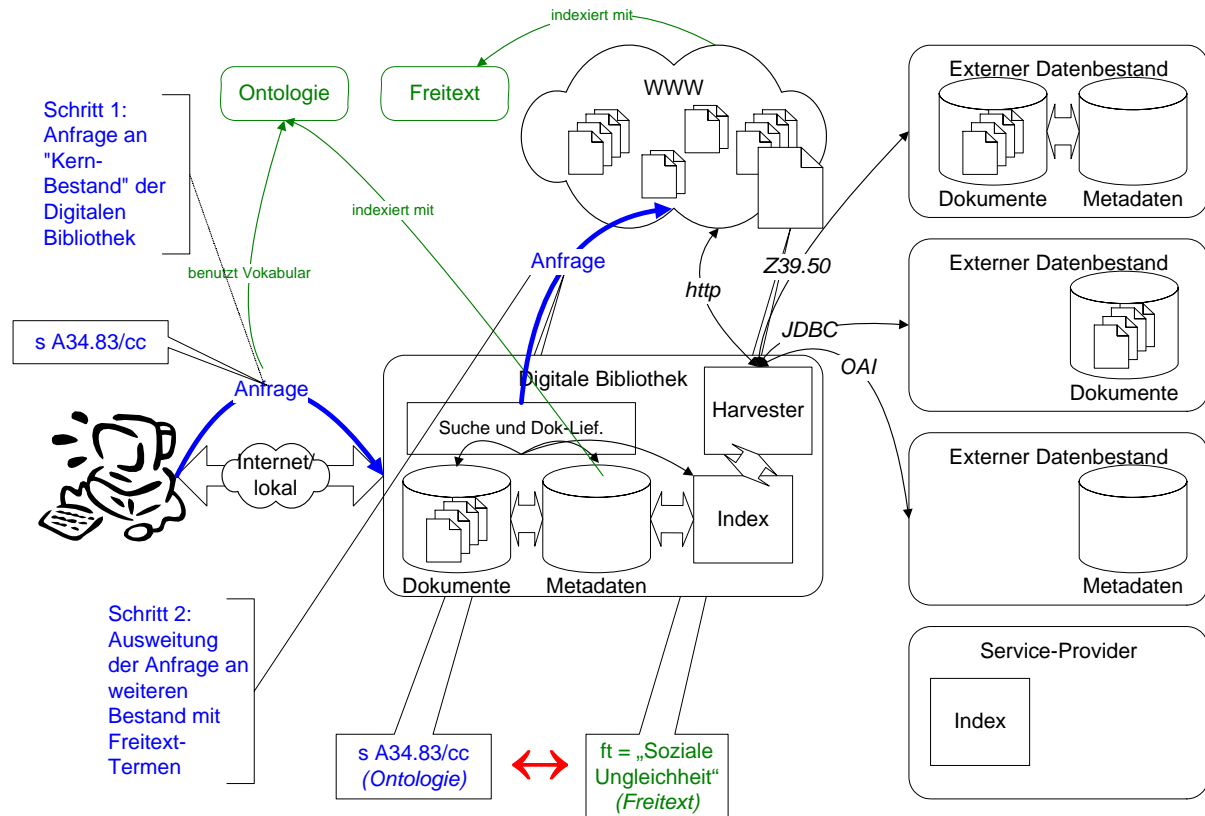 indexiert mit
Ontologie
Freitext
WWW
Externer Datenbestand
Dokumente
Metadaten
Schritt 1:
Anfrage an
"Kern-
Bestand" der
Digitalen
Bibliothek
indexiert mit
benutzt Vokabular
Anfrage
Z39.50
http
JDBC
OAI
Externer Datenbestand
Dokumente
s A34.83/cc
Anfrage
Internet/
lokal
Digitale Bibliothek
Suche und Dok-Lief.
Harvester
Index
Dokumente
Metadaten
Externer Datenbestand
Metadaten
Schritt 2:
Ausweitung
der Anfrage an
weiteren
Bestand mit
Freitext-
Termen
s A34.83/cc
(Ontologie)
ft = „Soziale
Ungleichheit“
(Freitext)
Service-Provider
Index